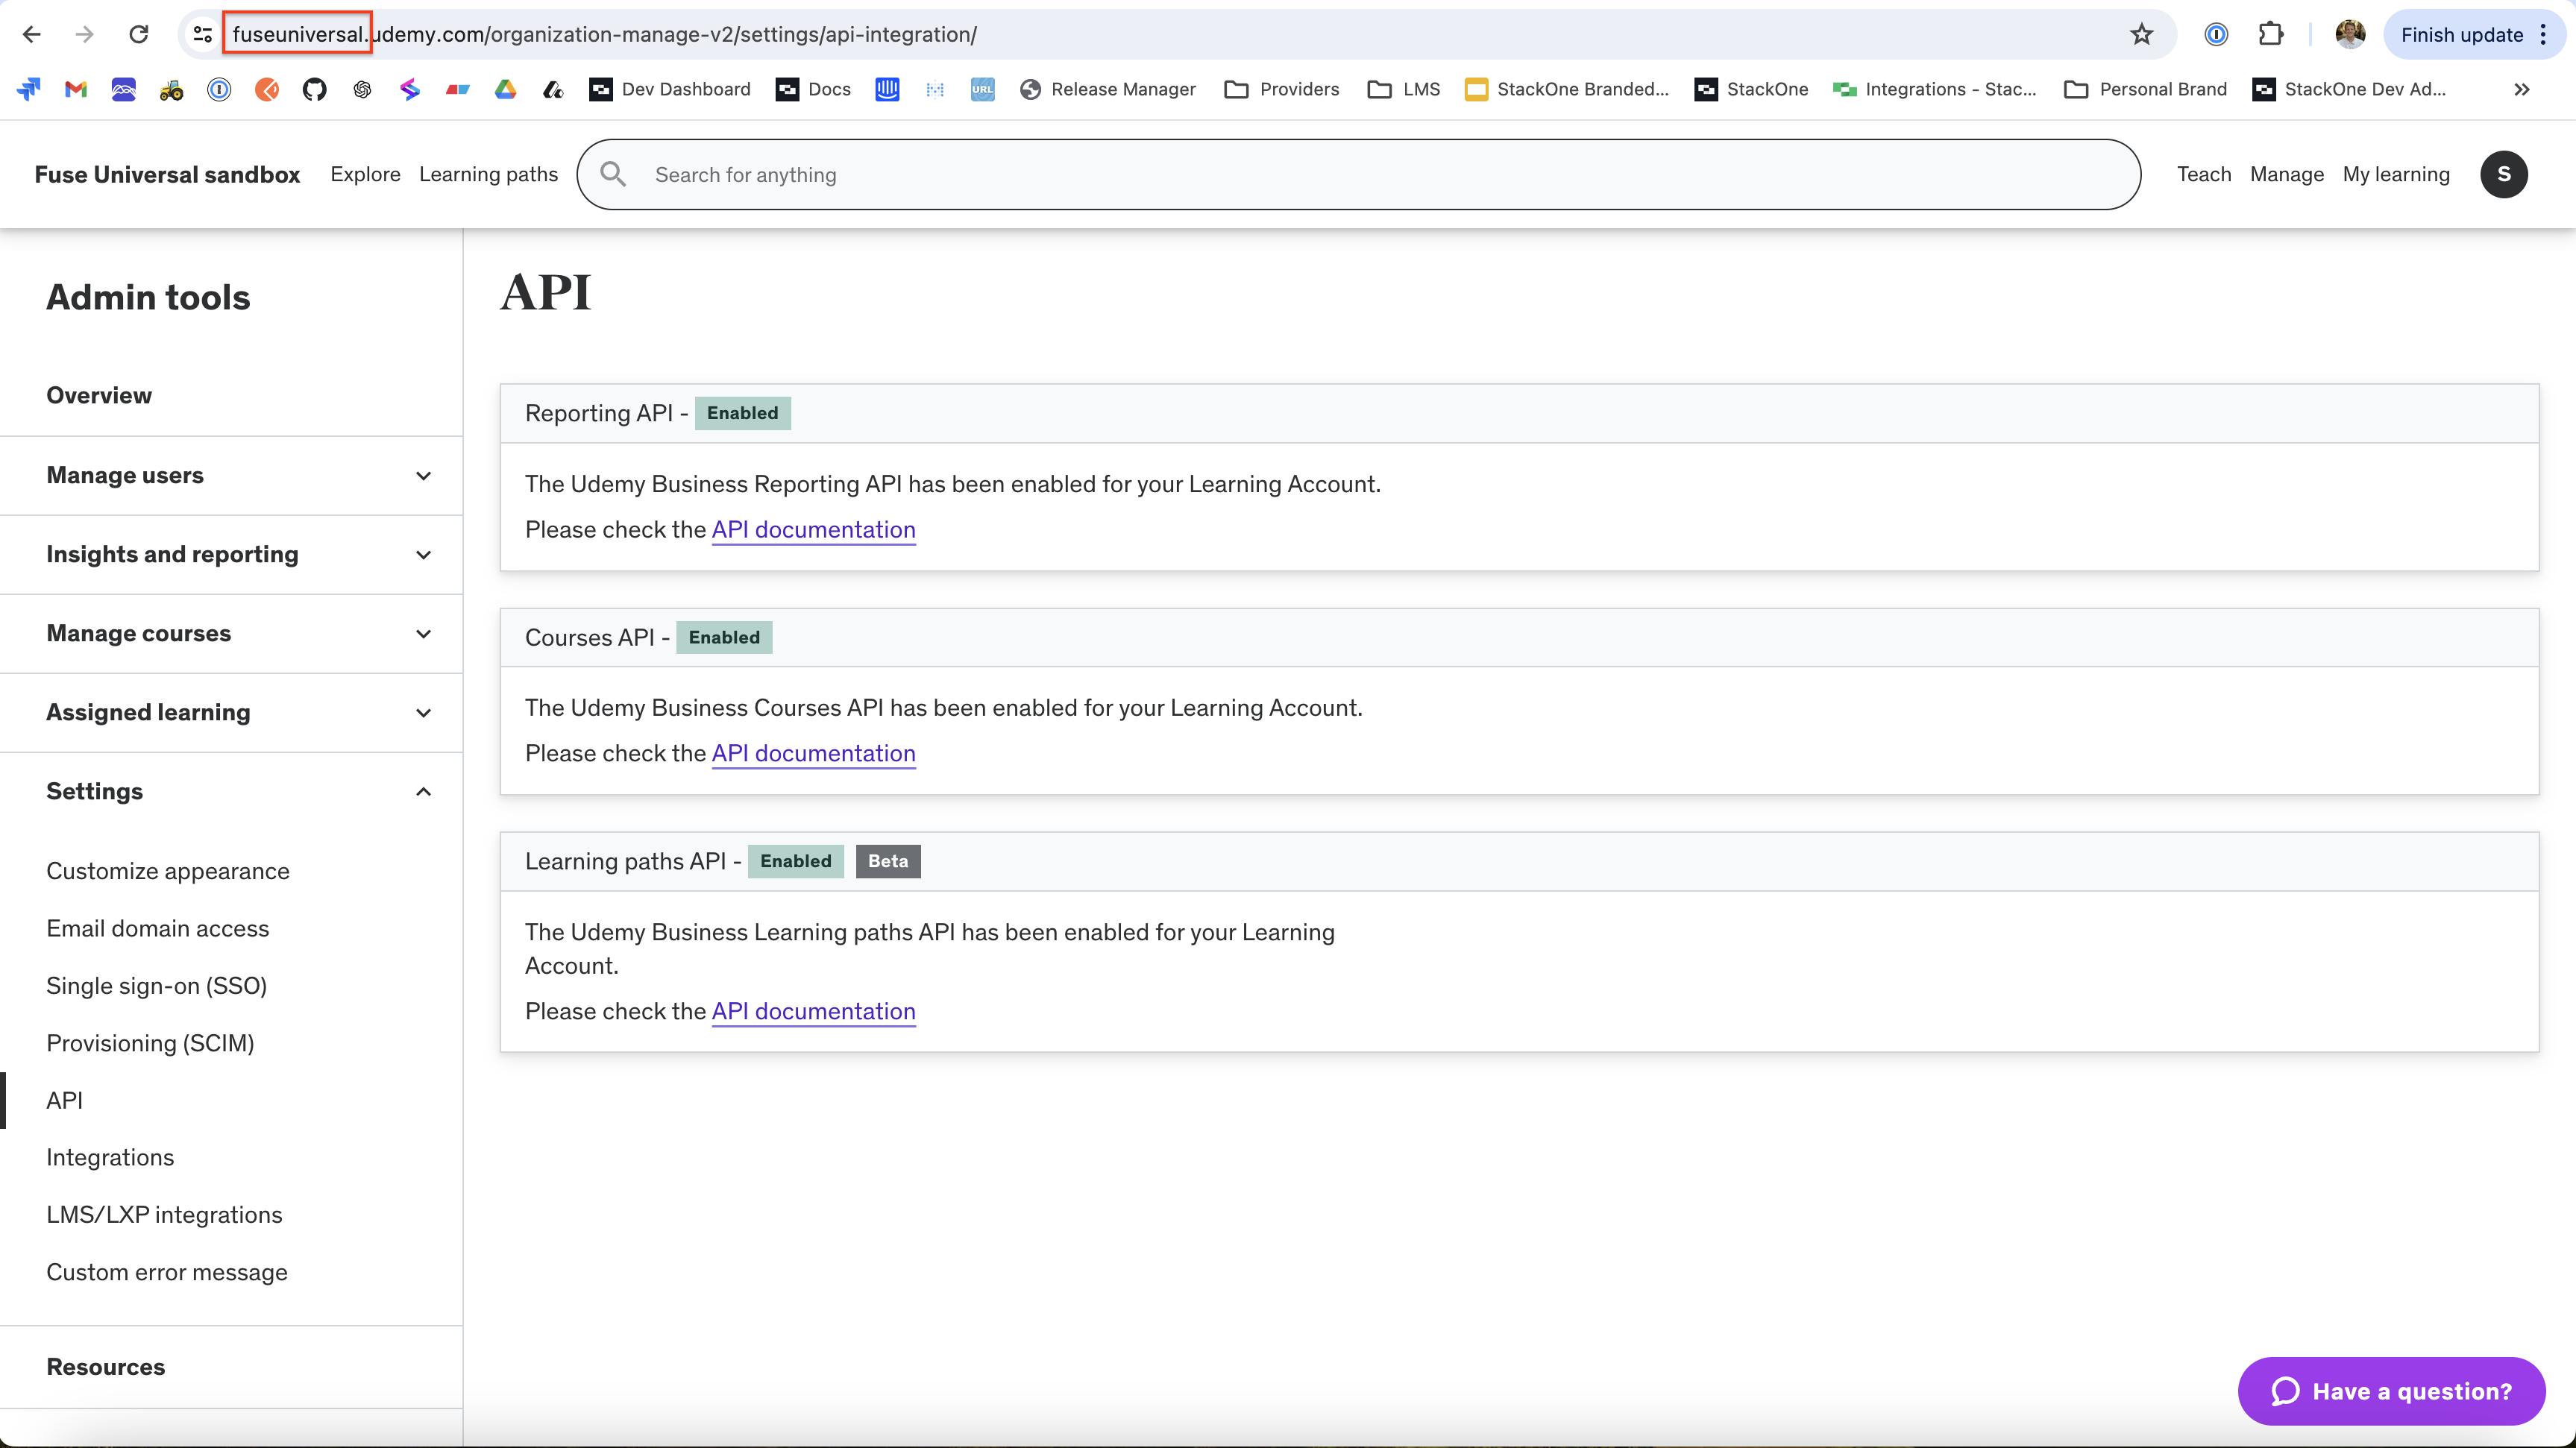 fuseuniversal.udemy.com/organization-manage-v2/settings/api-integration/
Finish update
URL
Dev Dashboard
Docs
Release Manager
Providers
LMS
StackOne Branded...
StackOne
Integrations - Stac...
Personal Brand
StackOne Dev Ad...
Fuse Universal sandbox
Explore
Learning paths
Search for anything
Teach
Manage
My learning
S
Admin tools
Overview
Manage users
Insights and reporting
Manage courses
Assigned learning
Settings
Customize appearance
Email domain access
Single sign-on (SSO)
Provisioning (SCIM)
API
Integrations
LMS/LXP integrations
Custom error message
Resources
API
Reporting API - Enabled
The Udemy Business Reporting API has been enabled for your Learning Account.
Please check the API documentation
Courses API - Enabled
The Udemy Business Courses API has been enabled for your Learning Account.
Please check the API documentation
Learning paths API - Enabled Beta
The Udemy Business Learning paths API has been enabled for your Learning
Account.
Please check the API documentation
Have a question?